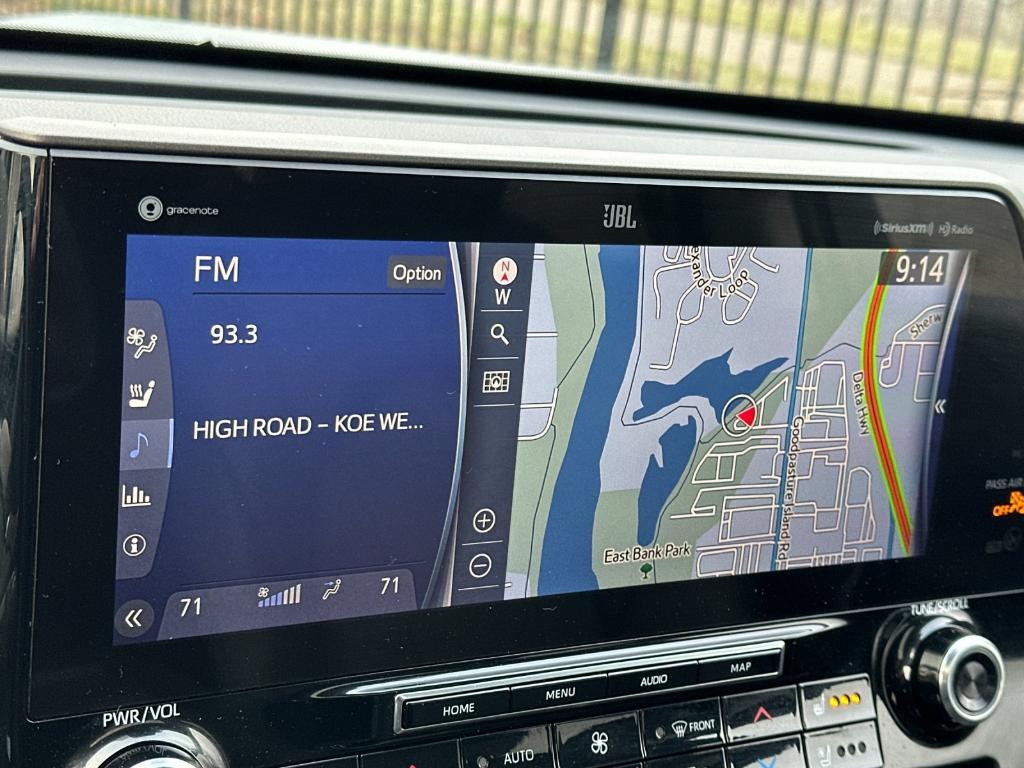 gracenote
JBL
SiriusXM HD Radio
FM
Option
93.3
HIGH ROAD – KOE WE...
71
71
N
W
9:14
exander Loop
Sherw
Delta Hwy
Goodpasture Island Rd
East Bank Park
PASS AIR
OFF
PWR/VOL
TUNE/SCROLL
HOME
MENU
AUDIO
MAP
AUTO
FRONT